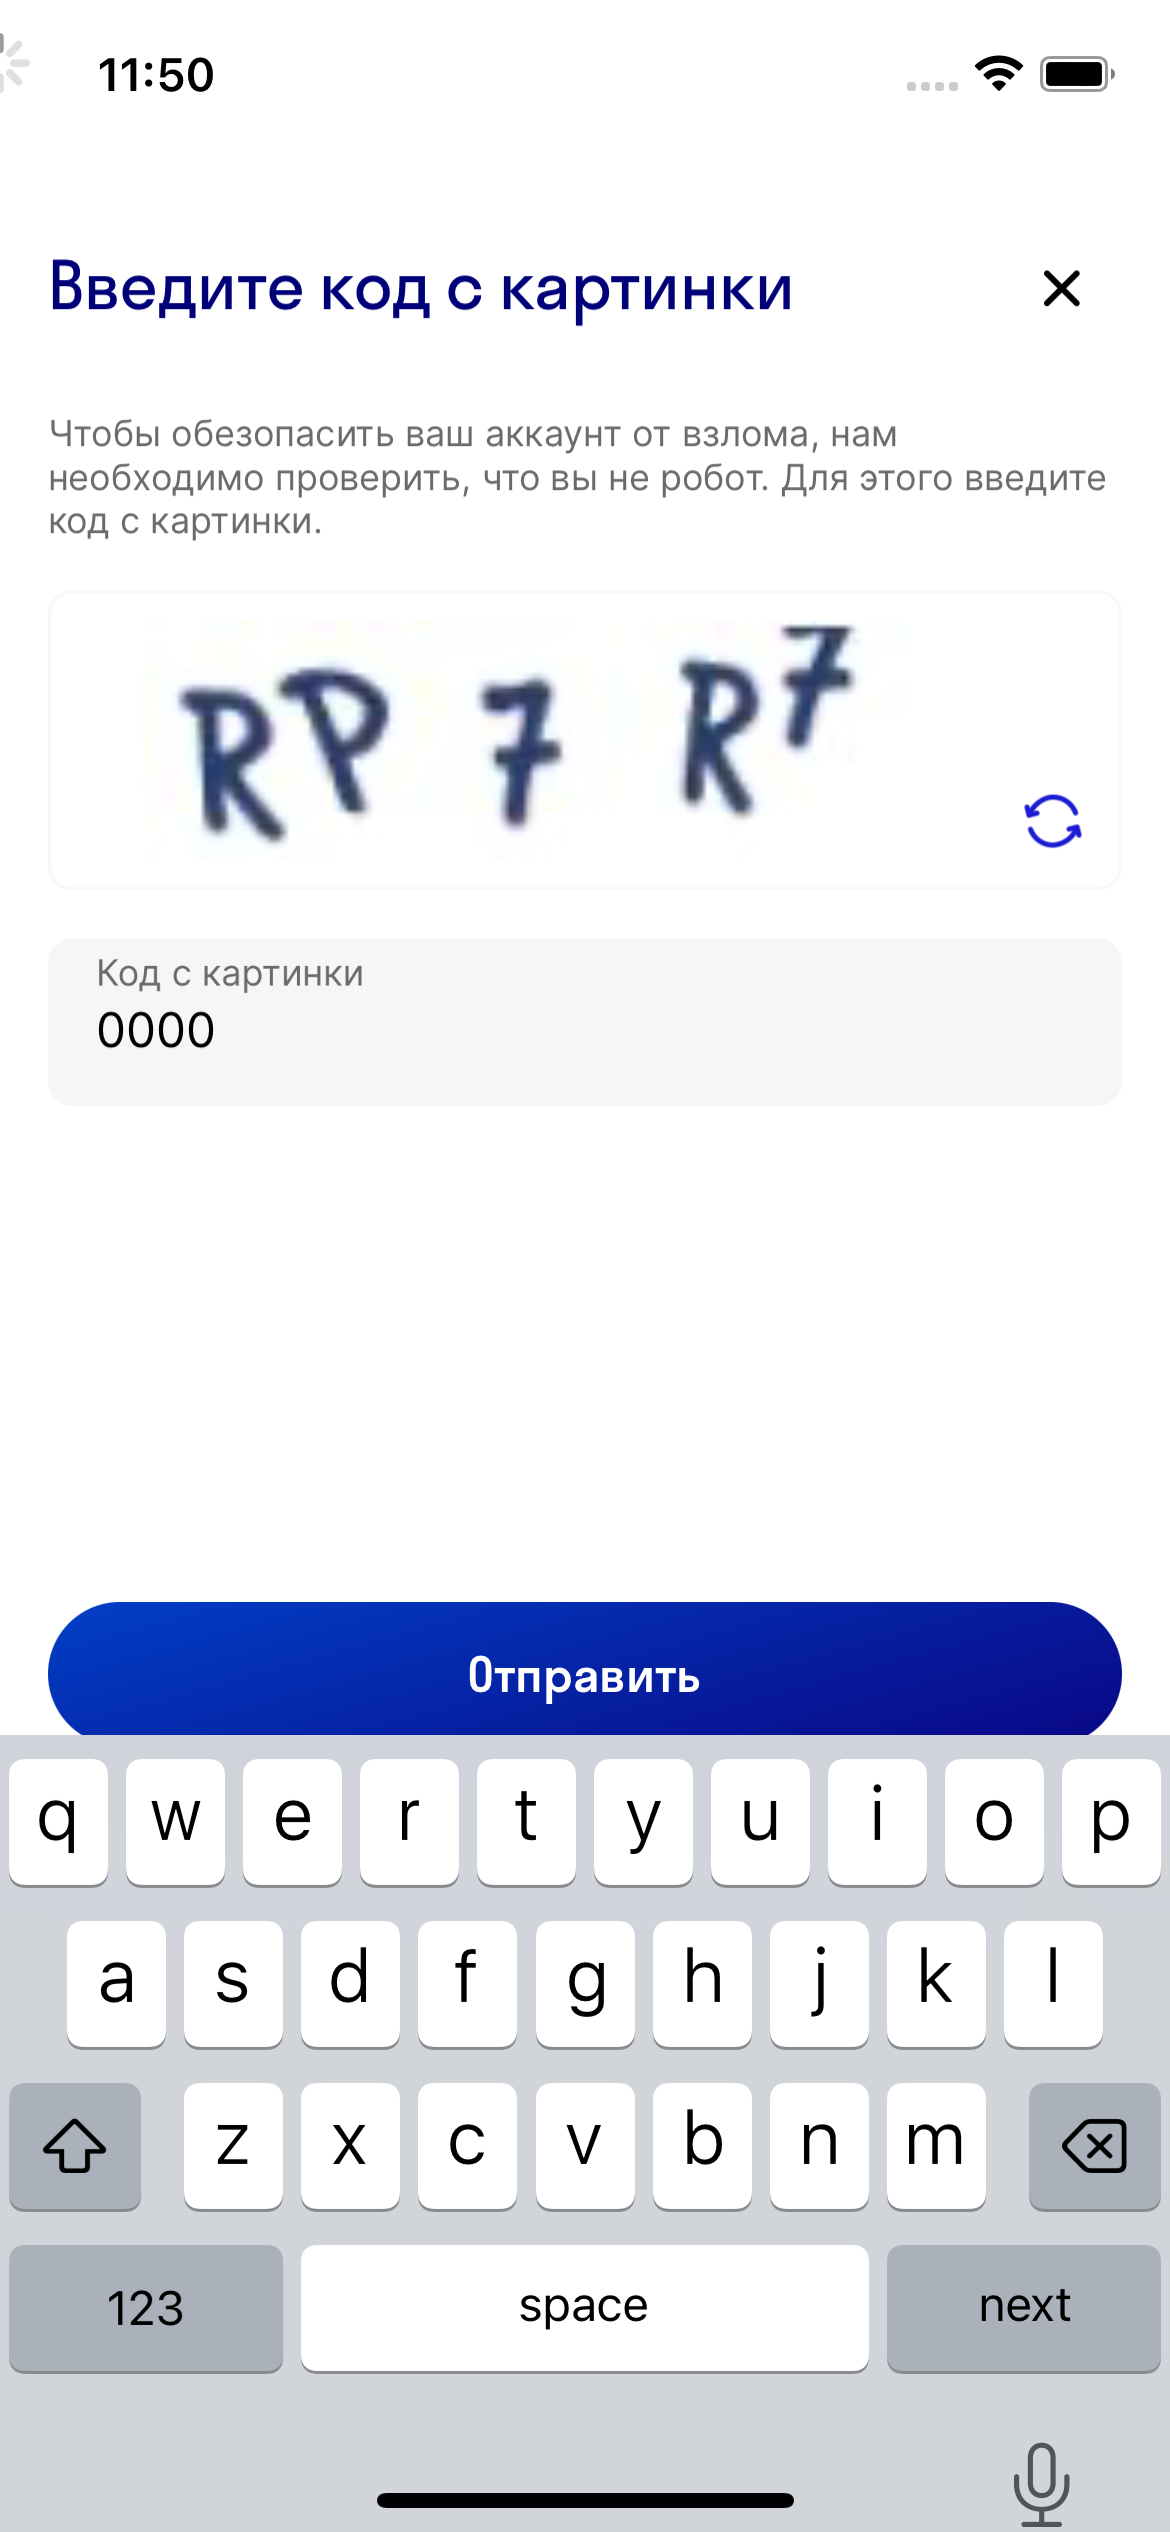 11:50
Введите код с картинки
Чтобы обезопасить ваш аккаунт от взлома, нам
необходимо проверить, что вы не робот. Для этого введите
код с картинки.
RP 7 R7
Код с картинки
0000
Отправить
q w e r t y u i o p
a s d f g h j k l
z x c v b n m
123 space next